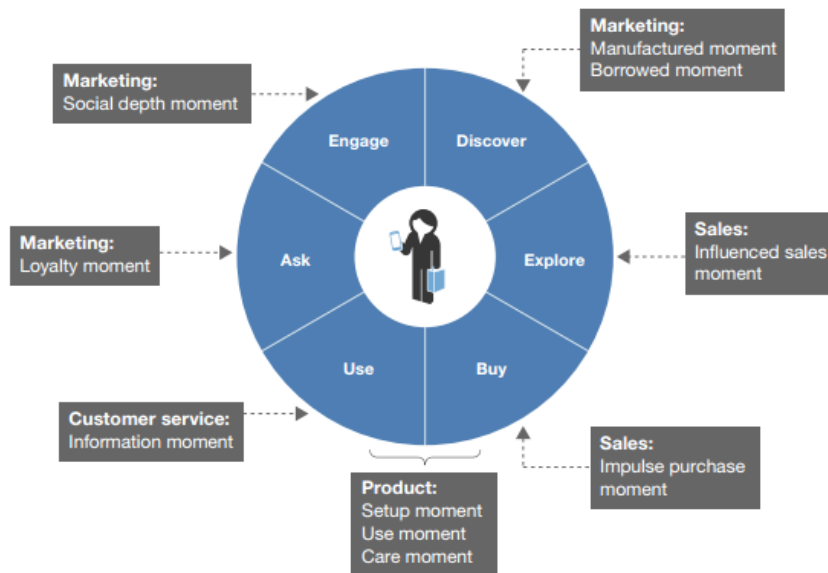 Marketing:
Manufactured moment
Borrowed moment
Marketing:
Social depth moment
Engage
Discover
Marketing:
Loyalty moment
Ask
Explore
Sales:
Influenced sales
moment
Use
Buy
Customer service:
Information moment
Sales:
Impulse purchase
moment
Product:
Setup moment
Use moment
Care moment